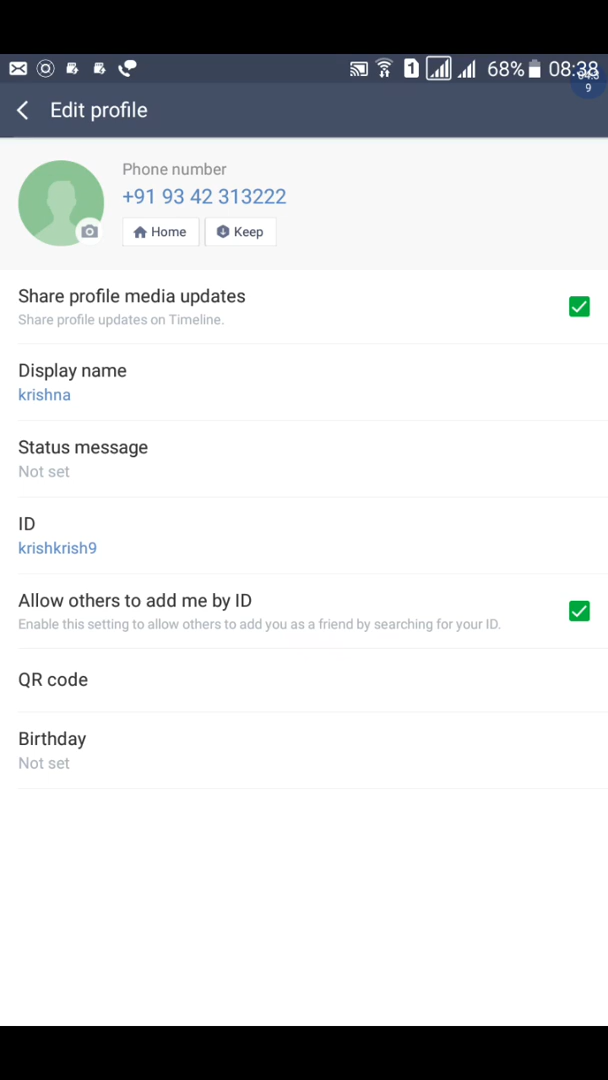 1 68% 08:38
9
Edit profile
Phone number
+91 93 42 313222
Home Keep
Share profile media updates
Share profile updates on Timeline.
Display name
krishna
Status message
Not set
ID
krishkrish9
Allow others to add me by ID
Enable this setting to allow others to add you as a friend by searching for your ID.
QR code
Birthday
Not set